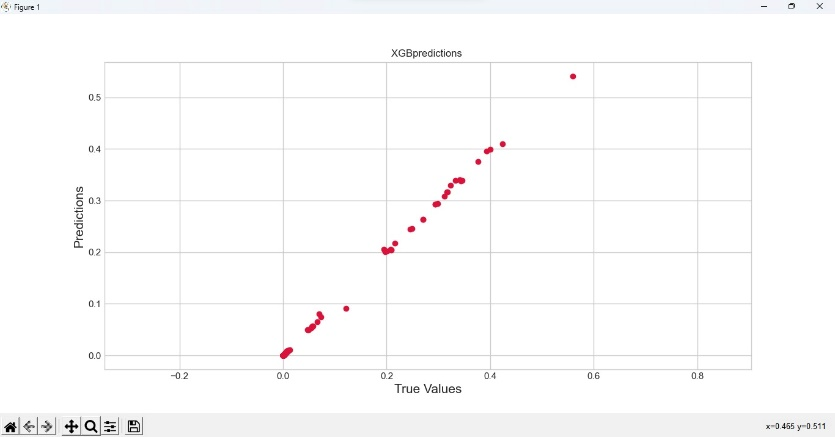 Figure 1
XGBpredictions
0.5
0.4
0.3
0.2
0.1
0.0
Predictions
−0.2 0.0 0.2 0.4 0.6 0.8
True Values
x=0.465 y=0.511